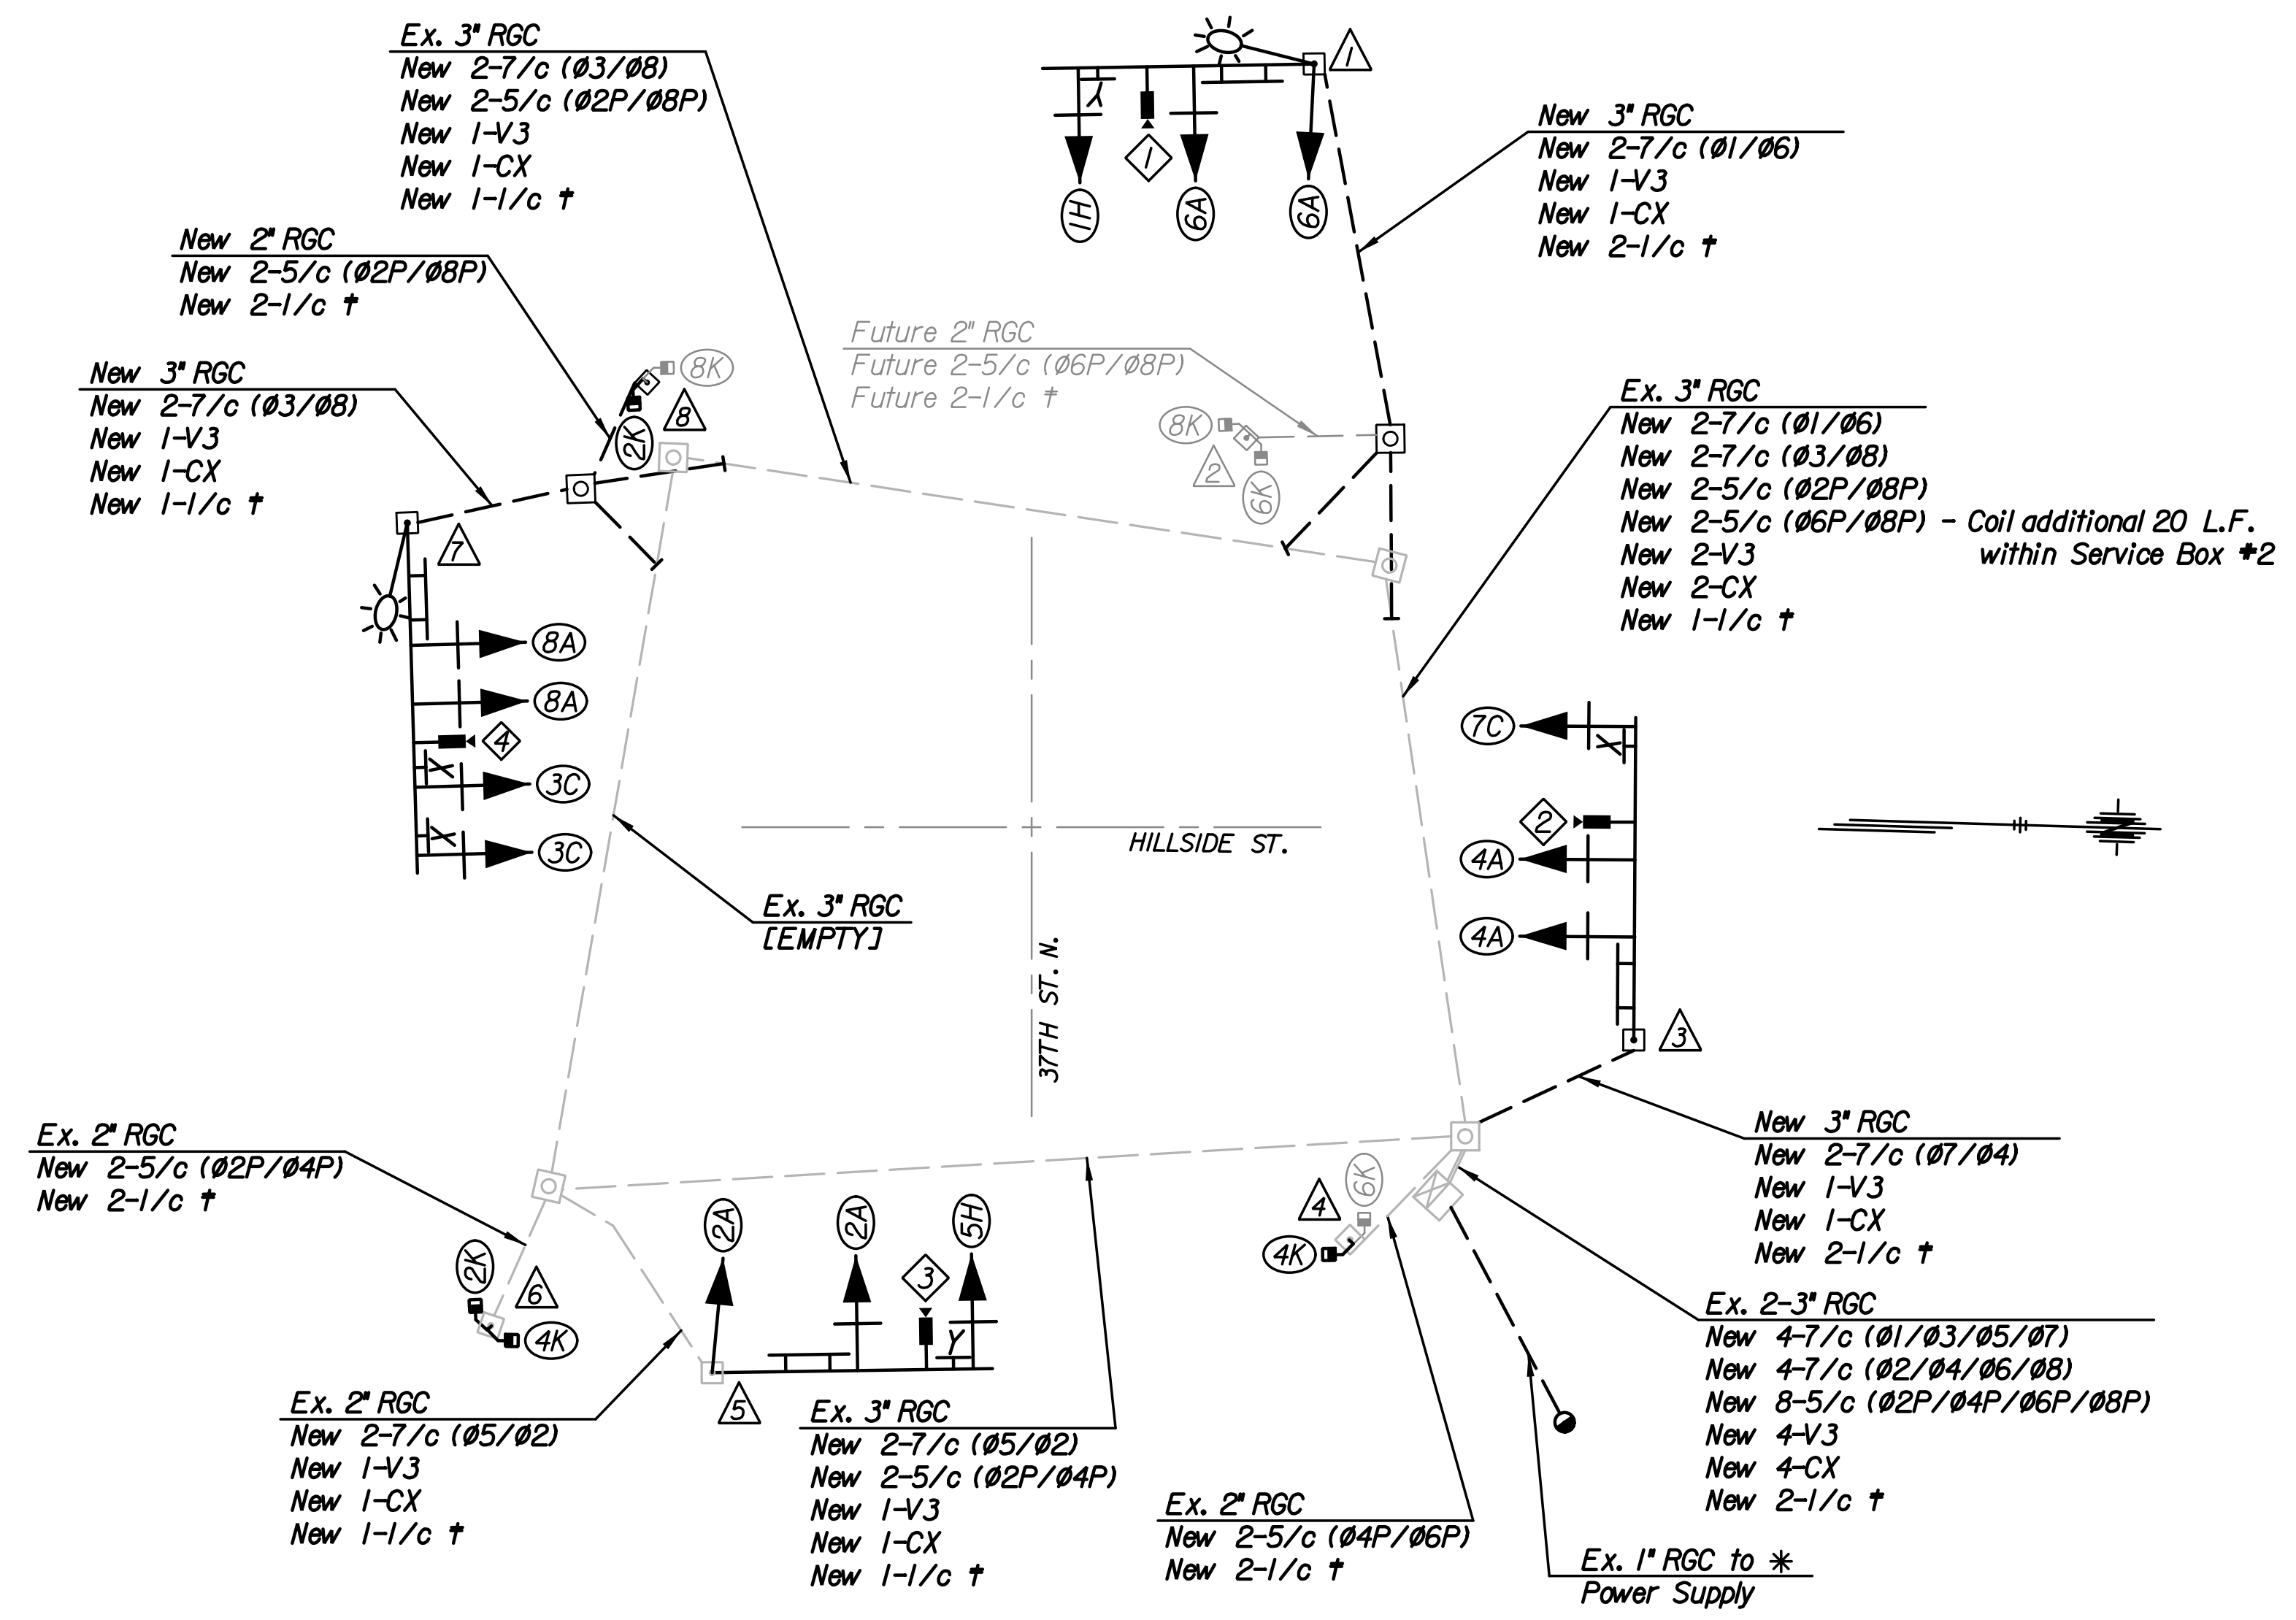 Ex. 3" RGC
New 2-7/c (Ø3/Ø8)
New 2-5/c (Ø2P/Ø8P)
New 1-V3
New 1-CX
New 1-1/c ‡
1
1H
1
6A
6A
New 3" RGC
New 2-7/c (Ø1/Ø6)
New 1-V3
New 1-CX
New 2-1/c ‡
New 2" RGC
New 2-5/c (Ø2P/Ø8P)
New 2-1/c ‡
New 3" RGC
New 2-7/c (Ø3/Ø8)
New 1-V3
New 1-CX
New 1-1/c ‡
8K
8
2K
Future 2" RGC
Future 2-5/c (Ø6P/Ø8P)
Future 2-1/c ‡
8K
2
6K
Ex. 3" RGC
New 2-7/c (Ø1/Ø6)
New 2-7/c (Ø3/Ø8)
New 2-5/c (Ø2P/Ø8P)
New 2-5/c (Ø6P/Ø8P) - Coil additional 20 L.F.
within Service Box #2
New 2-V3
New 2-CX
New 1-1/c ‡
7
8A
8A
4
3C
3C
7C
2
4A
4A
3
HILLSIDE ST.
37TH ST. N.
Ex. 3" RGC
[EMPTY]
Ex. 2" RGC
New 2-5/c (Ø2P/Ø4P)
New 2-1/c ‡
2K
6
4K
2A
2A
3
5H
5
4
6K
4K
New 3" RGC
New 2-7/c (Ø7/Ø4)
New 1-V3
New 1-CX
New 2-1/c ‡
Ex. 2-3" RGC
New 4-7/c (Ø1/Ø3/Ø5/Ø7)
New 4-7/c (Ø2/Ø4/Ø6/Ø8)
New 8-5/c (Ø2P/Ø4P/Ø6P/Ø8P)
New 4-V3
New 4-CX
New 2-1/c ‡
Ex. 2" RGC
New 2-7/c (Ø5/Ø2)
New 1-V3
New 1-CX
New 1-1/c ‡
Ex. 3" RGC
New 2-7/c (Ø5/Ø2)
New 2-5/c (Ø2P/Ø4P)
New 1-V3
New 1-CX
New 1-1/c ‡
Ex. 2" RGC
New 2-5/c (Ø4P/Ø6P)
New 2-1/c ‡
Ex. 1" RGC to *
Power Supply